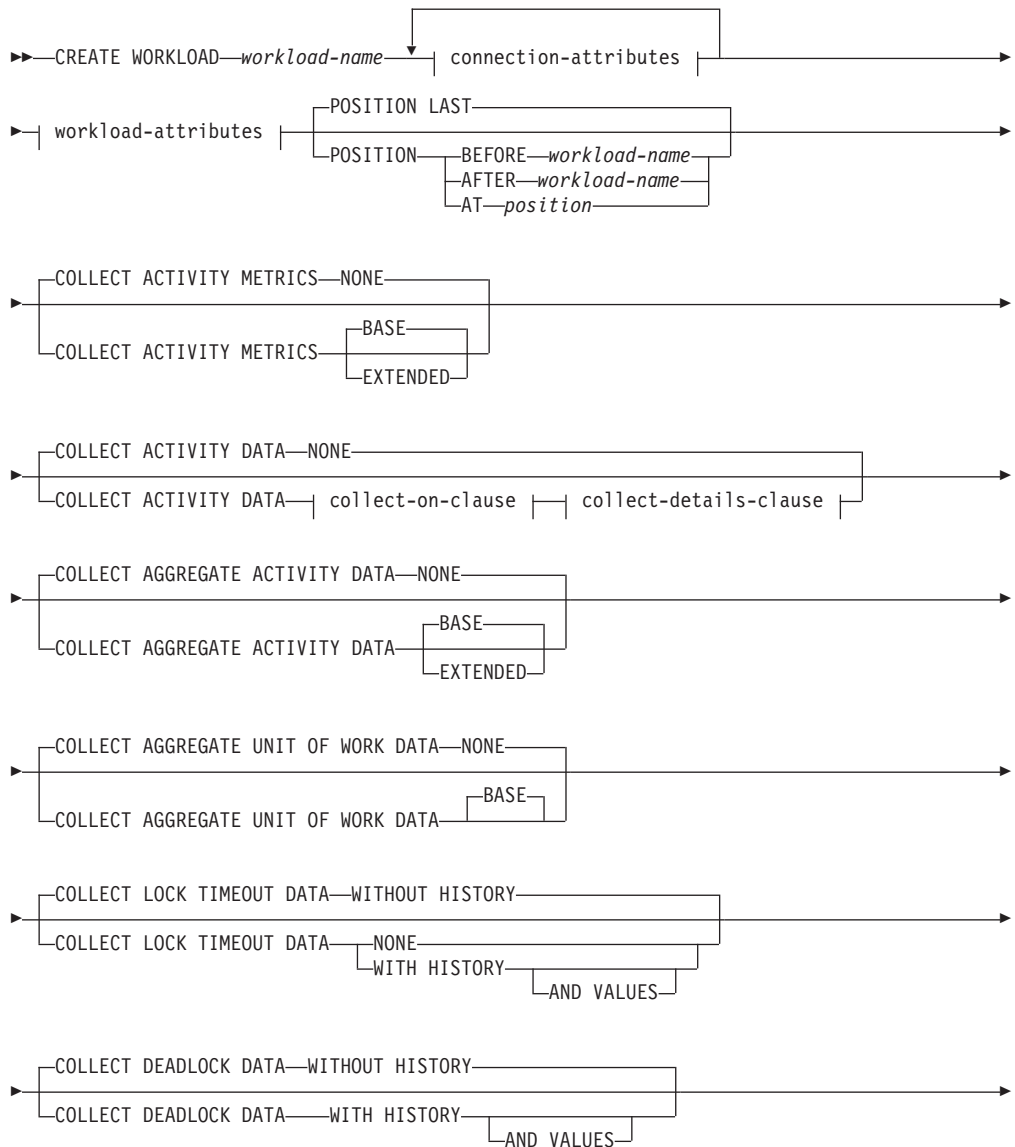 CREATE WORKLOAD workload-name connection-attributes
workload-attributes POSITION LAST
POSITION BEFORE workload-name
AFTER workload-name
AT position
COLLECT ACTIVITY METRICS NONE
COLLECT ACTIVITY METRICS BASE
EXTENDED
COLLECT ACTIVITY DATA NONE
COLLECT ACTIVITY DATA collect-on-clause collect-details-clause
COLLECT AGGREGATE ACTIVITY DATA NONE
COLLECT AGGREGATE ACTIVITY DATA BASE
EXTENDED
COLLECT AGGREGATE UNIT OF WORK DATA NONE
COLLECT AGGREGATE UNIT OF WORK DATA BASE
COLLECT LOCK TIMEOUT DATA WITHOUT HISTORY
COLLECT LOCK TIMEOUT DATA NONE
WITH HISTORY
AND VALUES
COLLECT DEADLOCK DATA WITHOUT HISTORY
COLLECT DEADLOCK DATA WITH HISTORY
AND VALUES